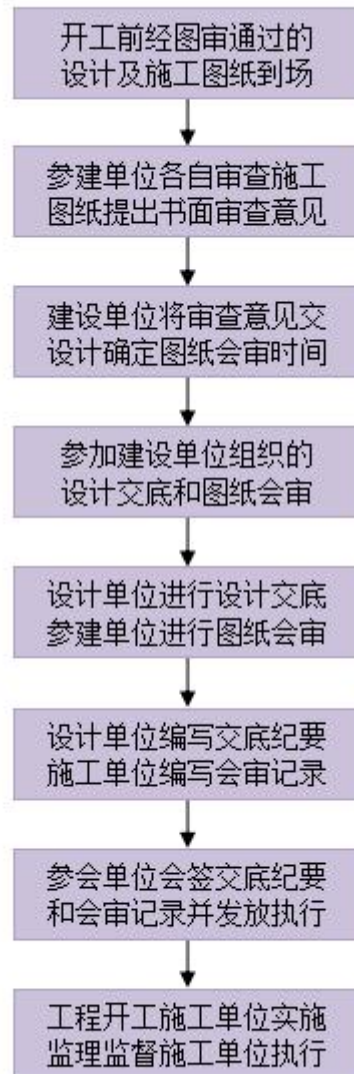 开工前经图审通过的
设计及施工图纸到场
参建单位各自审查施工
图纸提出书面审查意见
建设单位将审查意见交
设计确定图纸会审时间
参加建设单位组织的
设计交底和图纸会审
设计单位进行设计交底
参建单位进行图纸会审
设计单位编写交底纪要
施工单位编写会审记录
参会单位会签交底纪要
和会审记录并发放执行
工程开工施工单位实施
监理监督施工单位执行